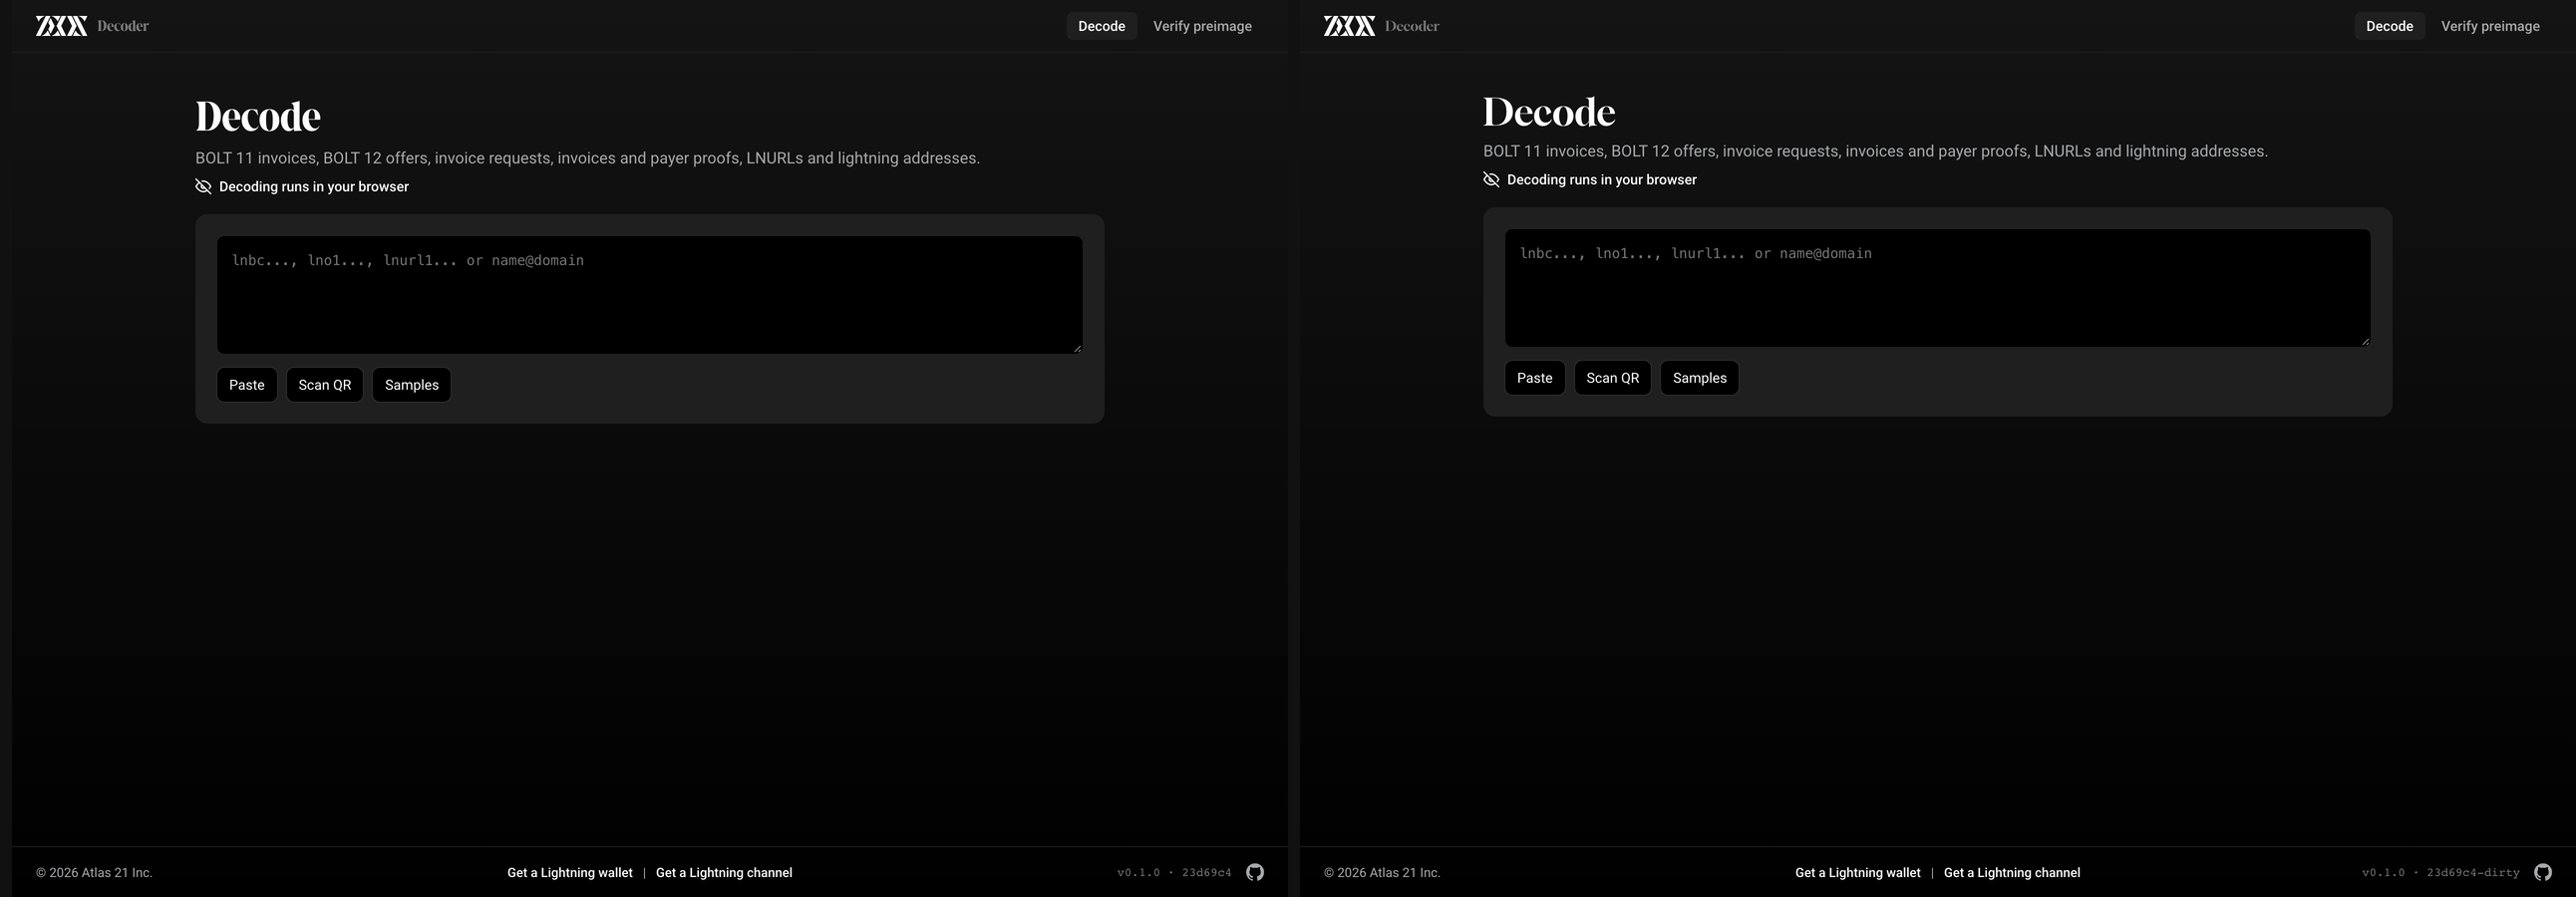 Decoder
Decode
Verify preimage
Decode
BOLT 11 invoices, BOLT 12 offers, invoice requests, invoices and payer proofs, LNURLs and lightning addresses.
Decoding runs in your browser
lnbc..., lno1..., lnurl1... or name@domain
Paste
Scan QR
Samples
© 2026 Atlas 21 Inc.
Get a Lightning wallet | Get a Lightning channel
v0.1.0 · 23d69c4
Decoder
Decode
Verify preimage
Decode
BOLT 11 invoices, BOLT 12 offers, invoice requests, invoices and payer proofs, LNURLs and lightning addresses.
Decoding runs in your browser
lnbc..., lno1..., lnurl1... or name@domain
Paste
Scan QR
Samples
© 2026 Atlas 21 Inc.
Get a Lightning wallet | Get a Lightning channel
v0.1.0 · 23d69c4-dirty